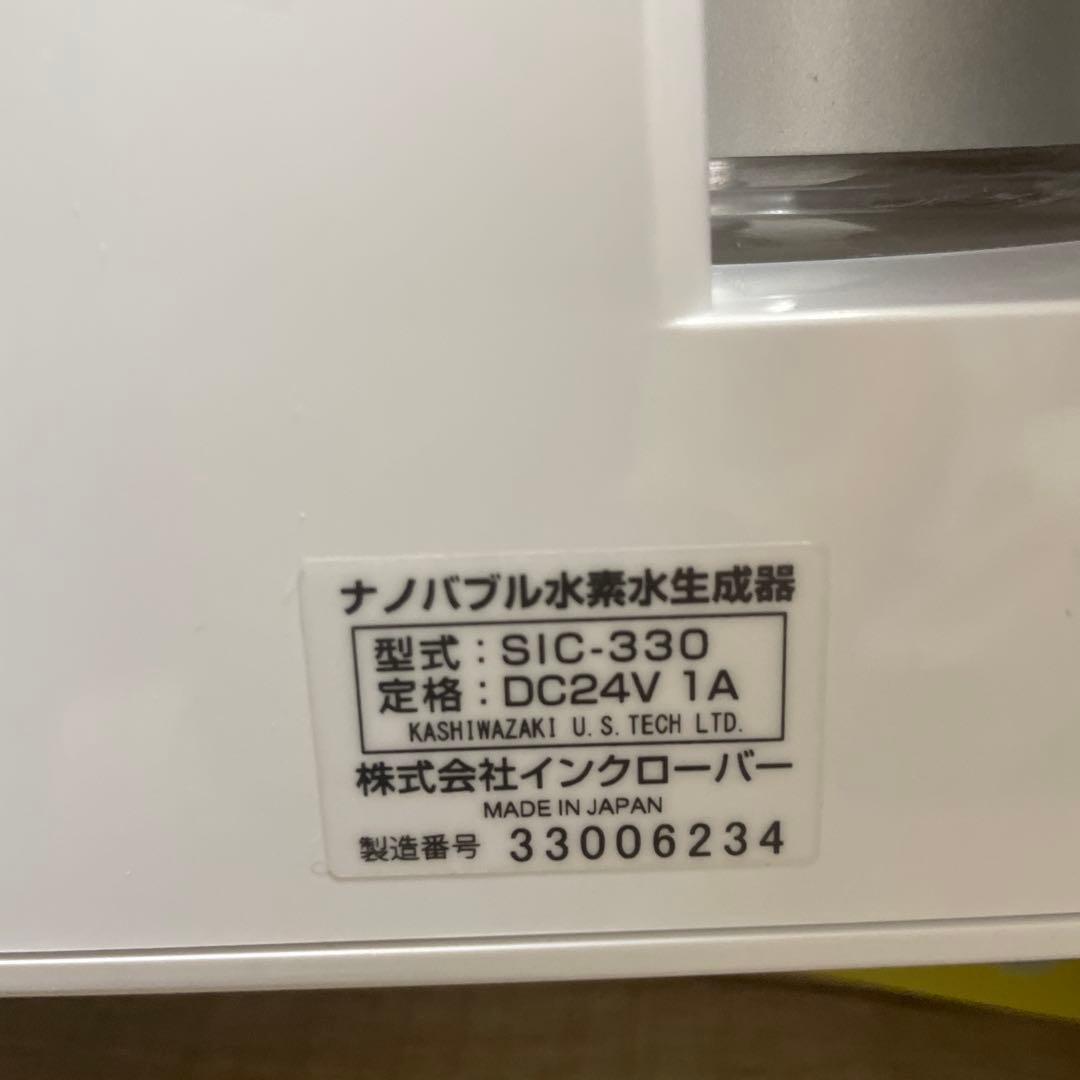 ナノバブル水素水生成器
型式：SIC-330
定格：DC24V 1A
KASHIWAZAKI U.S.TECH LTD.
株式会社インクローバー
MADE IN JAPAN
製造番号 33006234